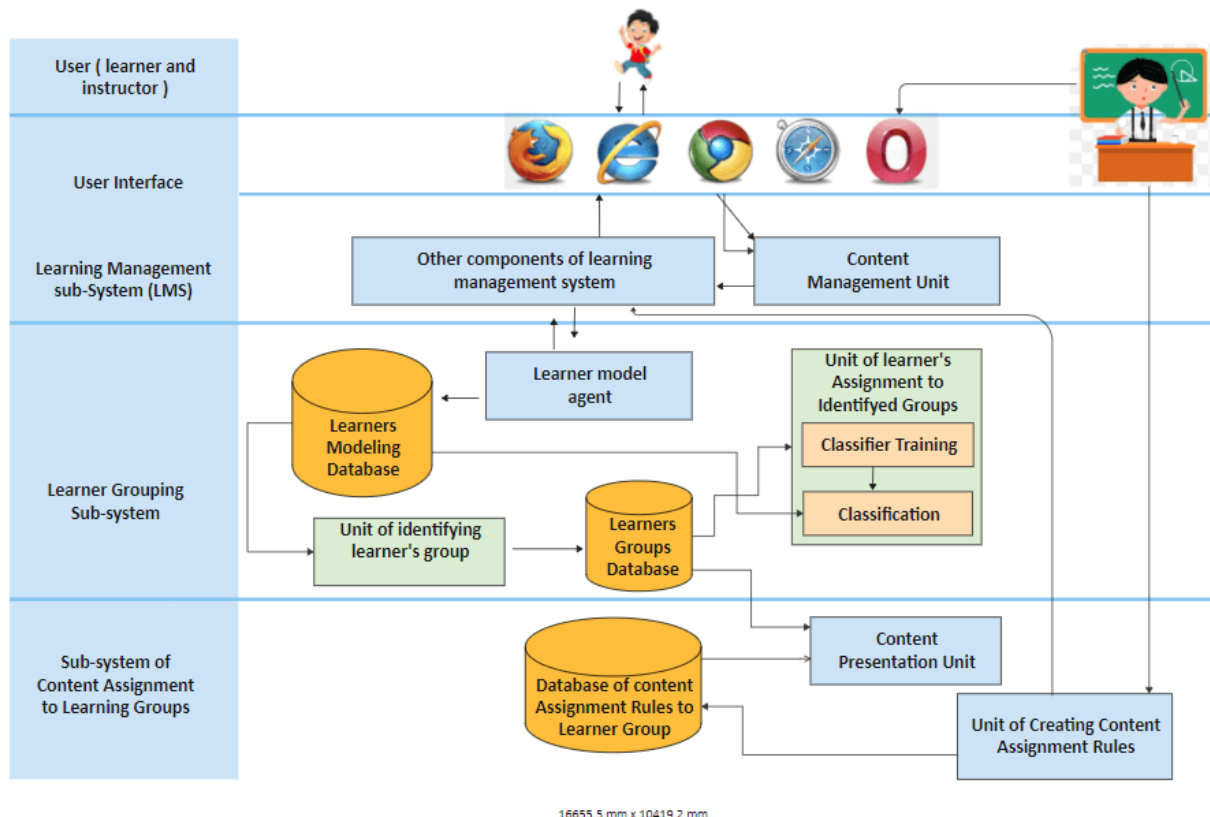 User ( learner and
instructor )
User Interface
Learning Management
sub-System (LMS)
Other components of learning
management system
Content
Management Unit
Learner Grouping
Sub-system
Learners
Modeling
Database
Learner model
agent
Unit of learner's
Assignment to
Identifyed Groups
Classifier Training
Classification
Unit of identifying
learner's group
Learners
Groups
Database
Sub-system of
Content Assignment
to Learning Groups
Database of content
Assignment Rules to
Learner Group
Content
Presentation Unit
Unit of Creating Content
Assignment Rules
16655.5 mm x 10419.2 mm